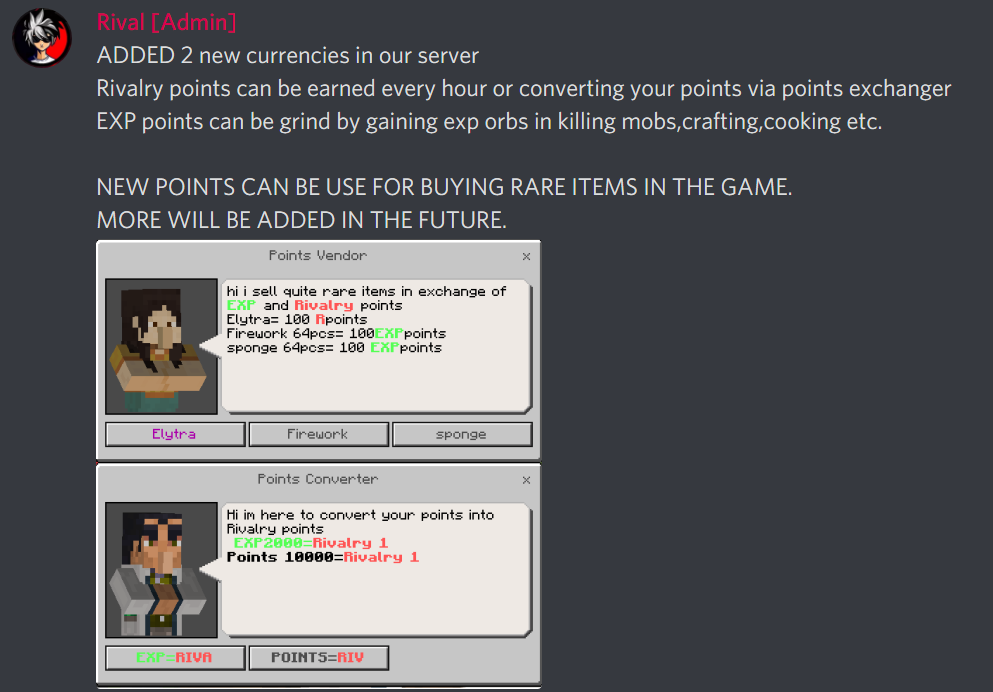 Rival [Admin]
ADDED 2 new currencies in our server
Rivalry points can be earned every hour or converting your points via points exchanger
EXP points can be grind by gaining exp orbs in killing mobs,crafting,cooking etc.
NEW POINTS CAN BE USE FOR BUYING RARE ITEMS IN THE GAME.
MORE WILL BE ADDED IN THE FUTURE.
Points Vendor x
hi i sell quite rare items in exchange of
EXP and Rivalry points
Elytra= 100 Rpoints
Firework 64pcs= 100EXPpoints
sponge 64pcs= 100 EXPpoints
Elytra Firework sponge
Points Converter x
Hi im here to convert your points into
Rivalry points
EXP2000=Rivalry 1
Points 10000=Rivalry 1
EXP=RIVA POINTS=RIV